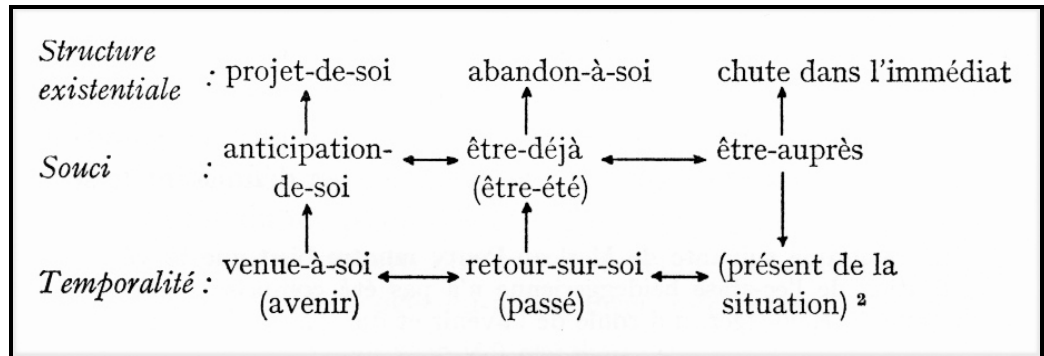 Structure
existentiale : projet-de-soi abandon-à-soi chute dans l'immédiat
Souci : anticipation- être-déjà être-auprès
de-soi (être-été)
Temporalité : venue-à-soi retour-sur-soi (présent de la
(avenir) (passé) situation) ²